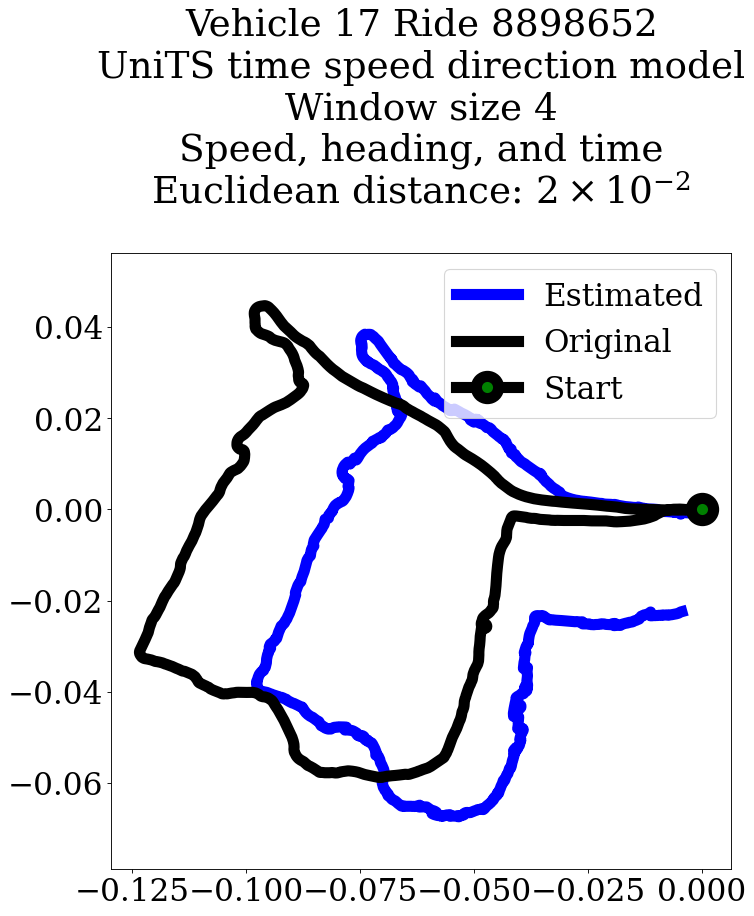 Vehicle 17 Ride 8898652
UniTS time speed direction model
Window size 4
Speed, heading, and time
Euclidean distance: 2 × 10⁻²
Estimated
Original
Start
0.04
0.02
0.00
−0.02
−0.04
−0.06
−0.125 −0.100 −0.075 −0.050 −0.025 0.000